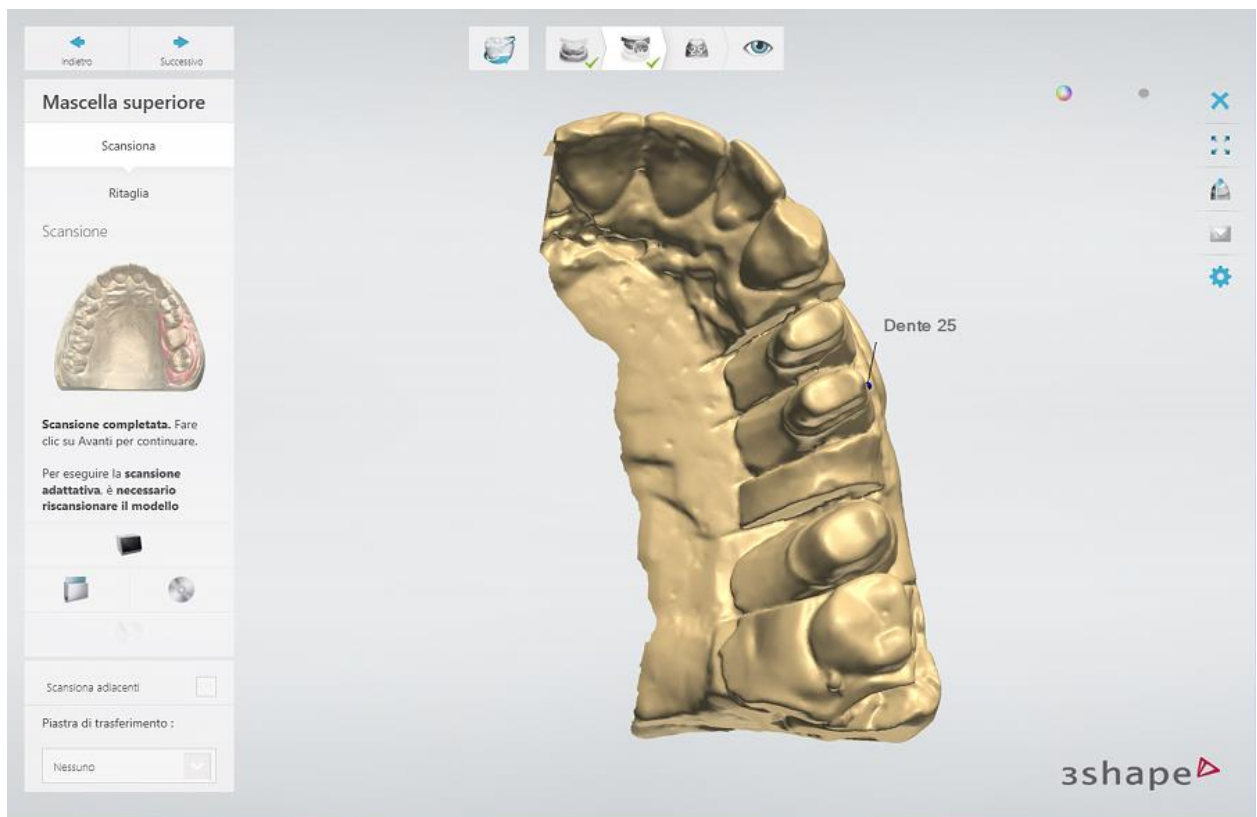 Indietro
Successivo
Mascella superiore
Scansiona
Ritaglia
Scansione
Scansione completata. Fare
clic su Avanti per continuare.
Per eseguire la scansione
adattativa, è necessario
riscansionare il modello
Scansiona adiacenti
Piastra di trasferimento :
Nessuno
25
Dente 25
3shape